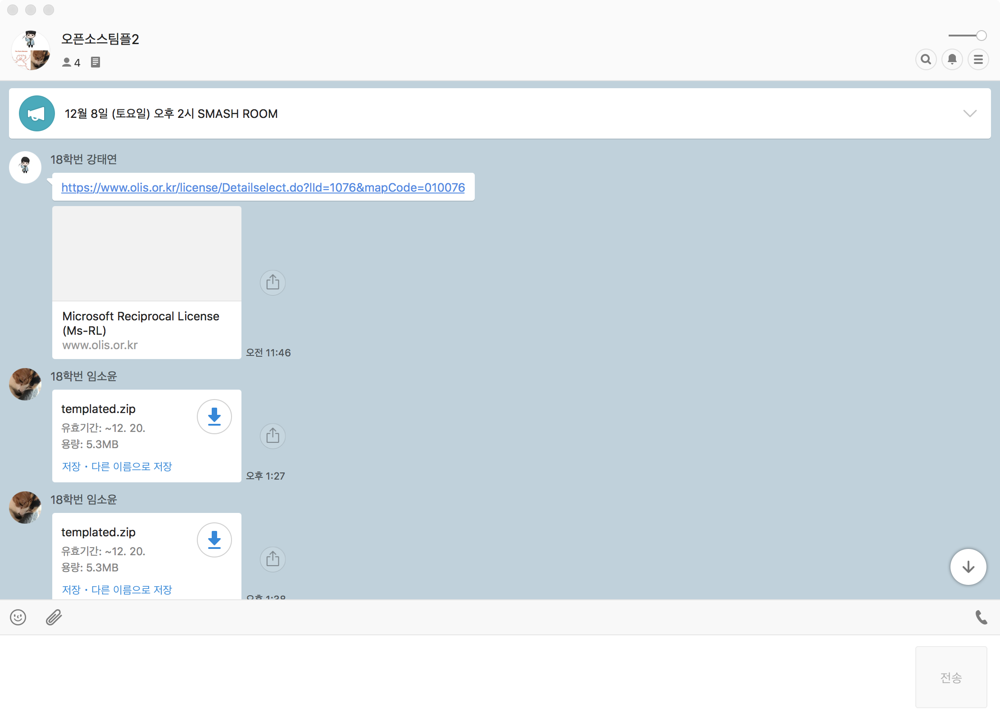 오픈소스팀플2
4
12월 8일 (토요일) 오후 2시 SMASH ROOM
18학번 강태연
https://www.olis.or.kr/license/Detailselect.do?lId=1076&mapCode=010076
Microsoft Reciprocal License
(Ms-RL)
www.olis.or.kr
오전 11:46
18학번 임소윤
templated.zip
유효기간: ~12. 20.
용량: 5.3MB
저장 · 다른 이름으로 저장
오후 1:27
18학번 임소윤
templated.zip
유효기간: ~12. 20.
용량: 5.3MB
저장 · 다른 이름으로 저장
오후 1:38
전송